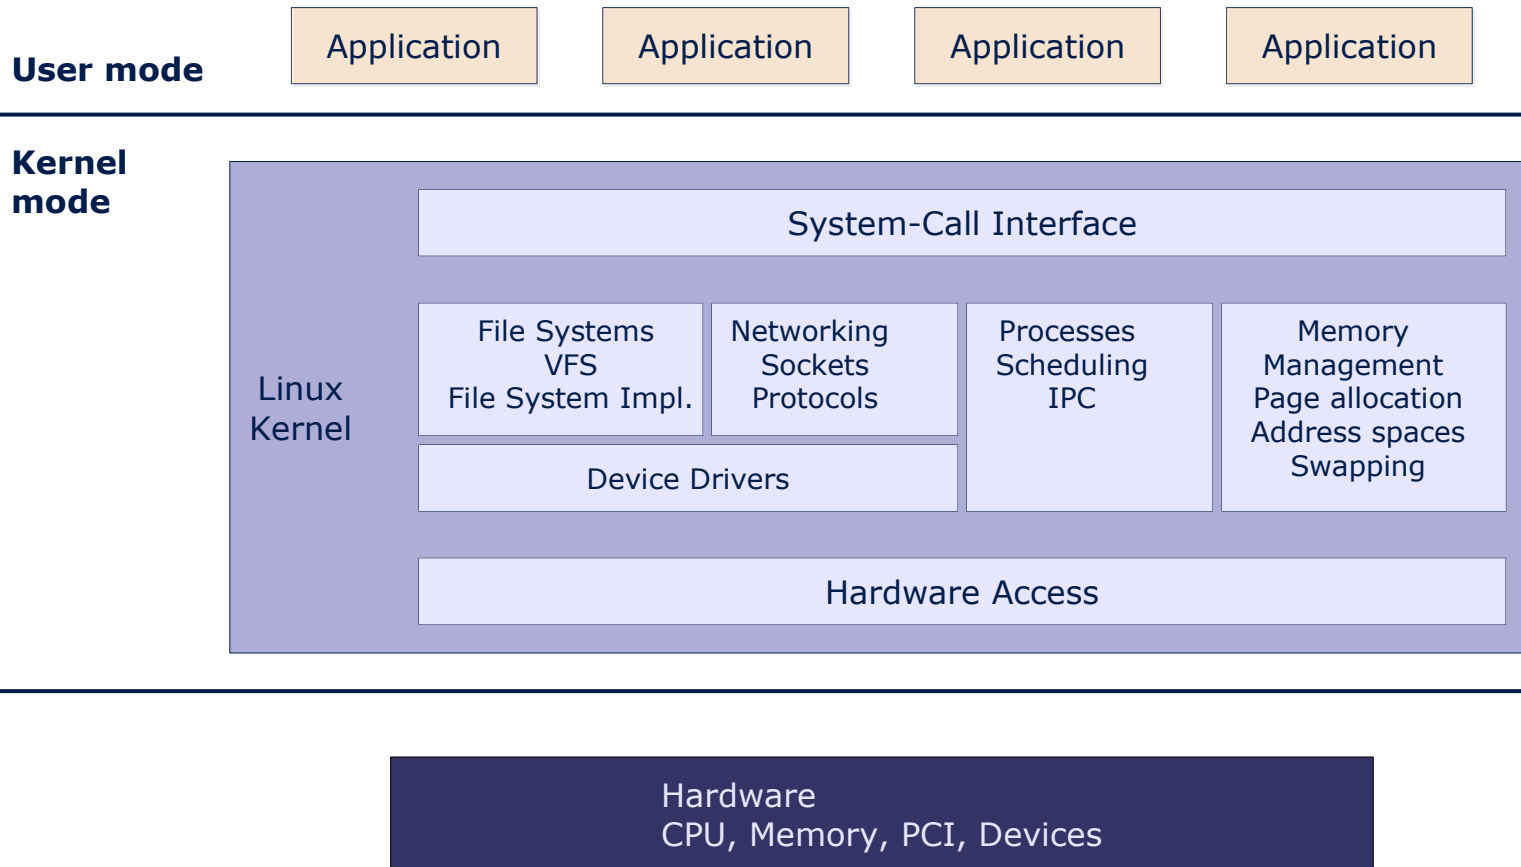 User mode
Application
Application
Application
Application
Kernel
mode
Linux
Kernel
System-Call Interface
File Systems
VFS
File System Impl.
Networking
Sockets
Protocols
Processes
Scheduling
IPC
Memory
Management
Page allocation
Address spaces
Swapping
Device Drivers
Hardware Access
Hardware
CPU, Memory, PCI, Devices